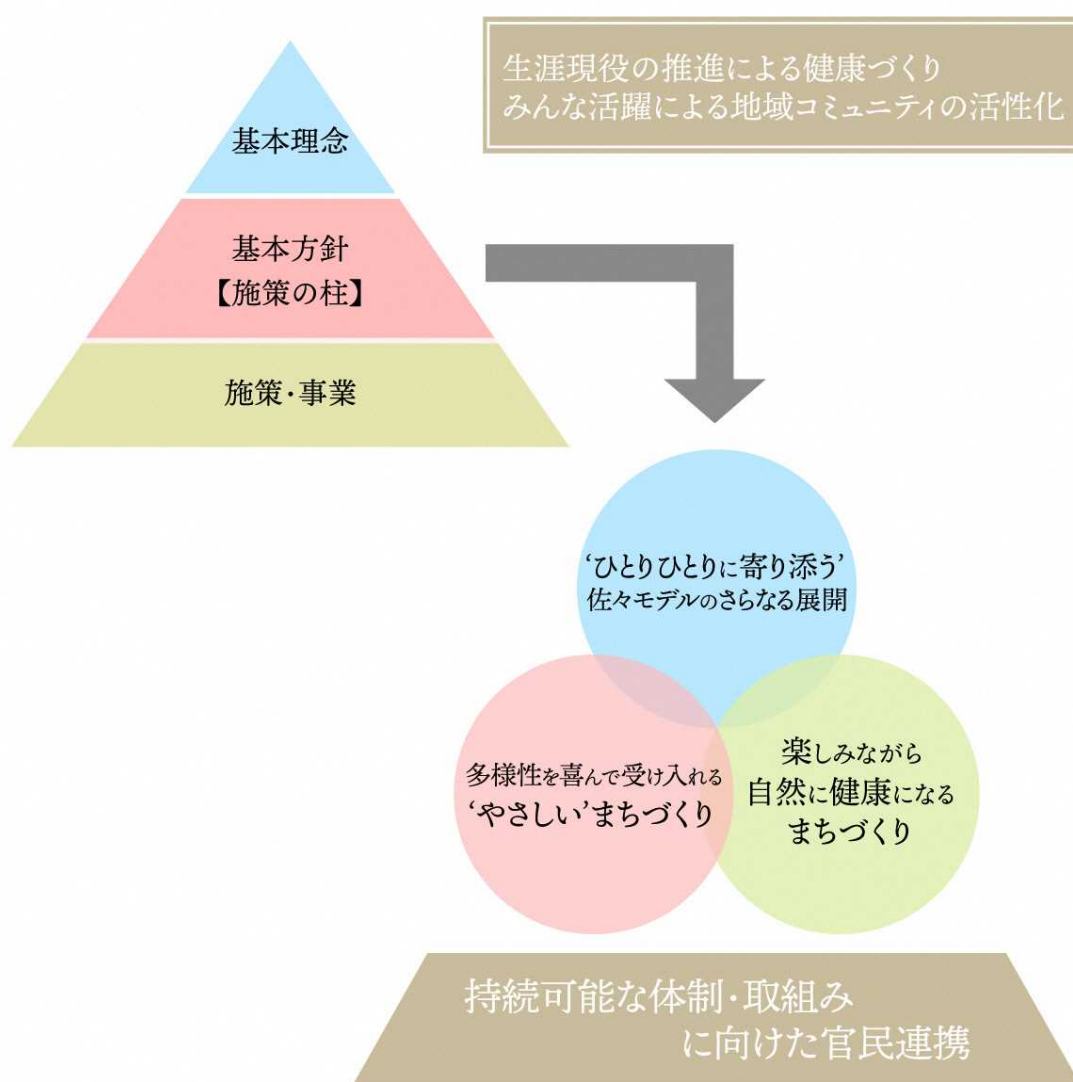 生涯現役の推進による健康づくり
みんな活躍による地域コミュニティの活性化
基本理念
基本方針
【施策の柱】
施策・事業
‘ひとりひとりに寄り添う’
佐々モデルのさらなる展開
多様性を喜んで受け入れる
‘やさしい’まちづくり
楽しみながら
自然に健康になる
まちづくり
持続可能な体制・取組み
に向けた官民連携